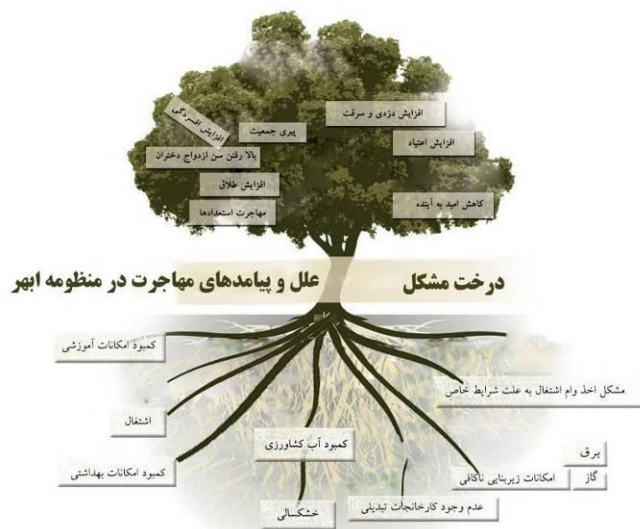 افزایش دزدی و سرقت
افزایش افسردگی
پیری جمعیت
افزایش اعتیاد
بالا رفتن سن ازدواج دختران
افزایش طلاق
کاهش امید به آینده
مهاجرت استعدادها
درخت مشکل
علل و پیامدهای مهاجرت در منظومه ابهر
کمبود امکانات آموزشی
مشکل اخذ وام اشتغال به علت شرایط خاص
اشتغال
کمبود آب کشاورزی
برق
کمبود امکانات بهداشتی
گاز
امکانات زیربنایی ناکافی
عدم وجود کارخانجات تبدیلی
خشکسالی